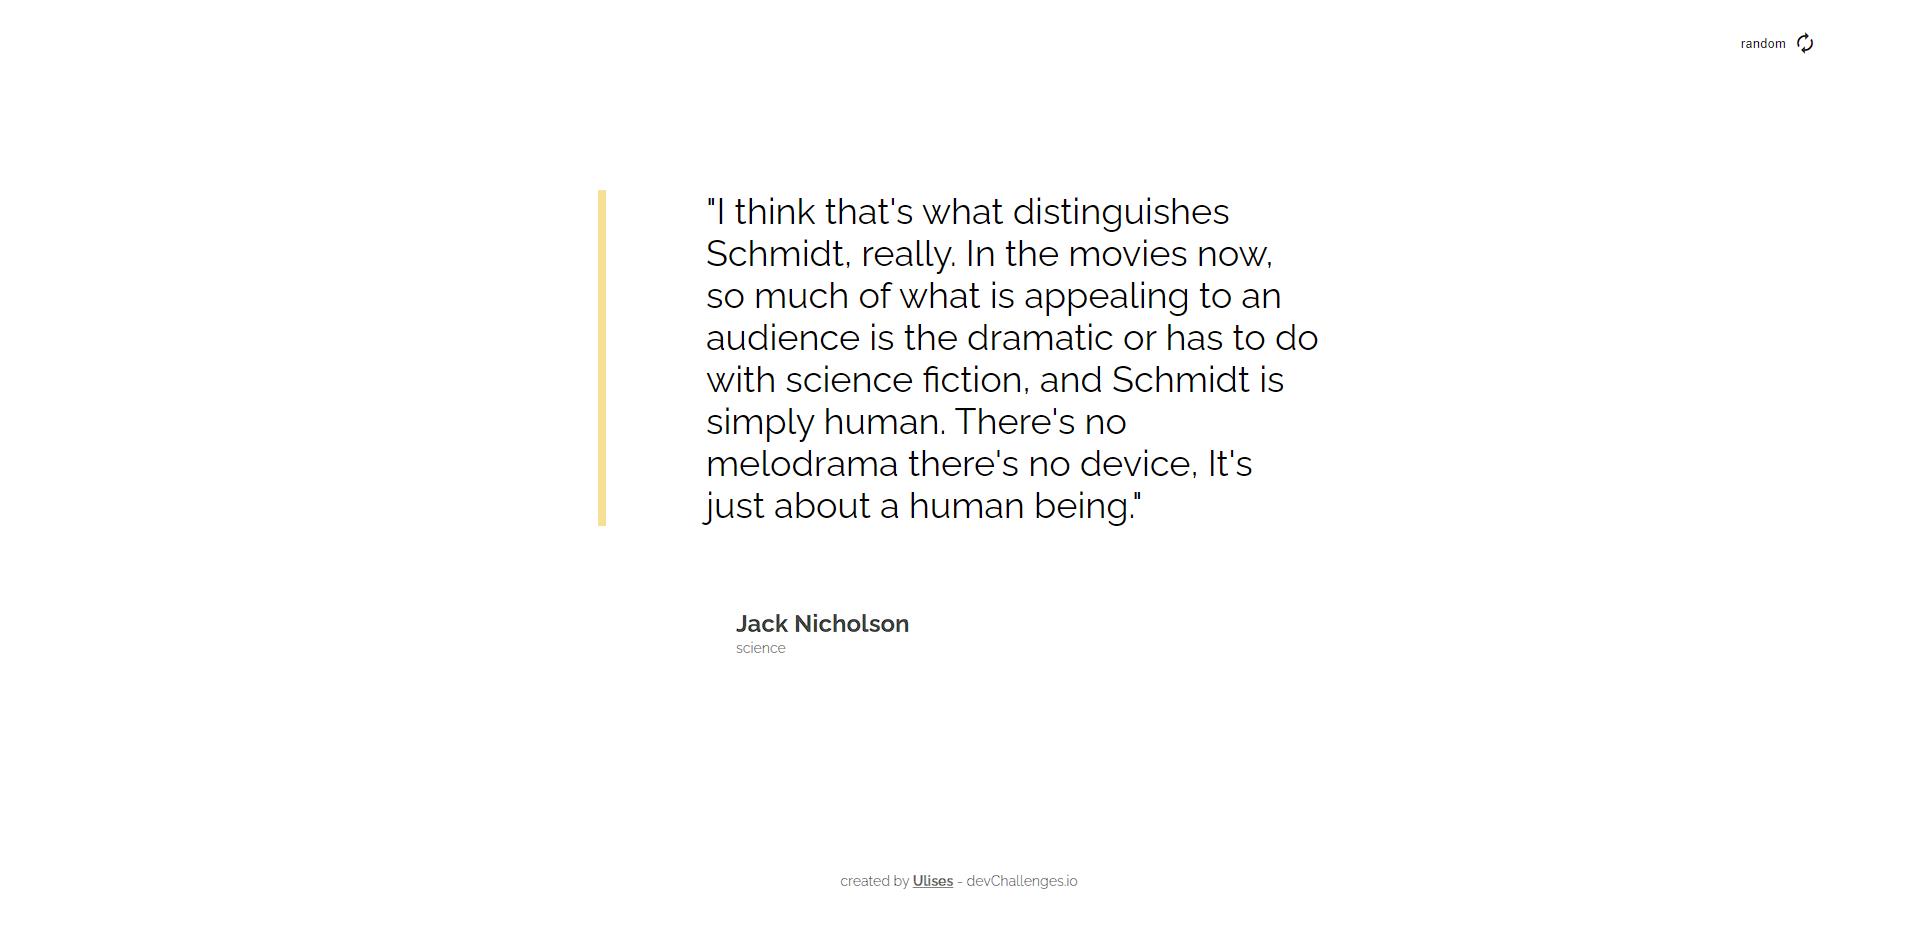 random
"I think that's what distinguishes
Schmidt, really. In the movies now,
so much of what is appealing to an
audience is the dramatic or has to do
with science fiction, and Schmidt is
simply human. There's no
melodrama there's no device, It's
just about a human being."
Jack Nicholson
science
created by Ulises - devChallenges.io